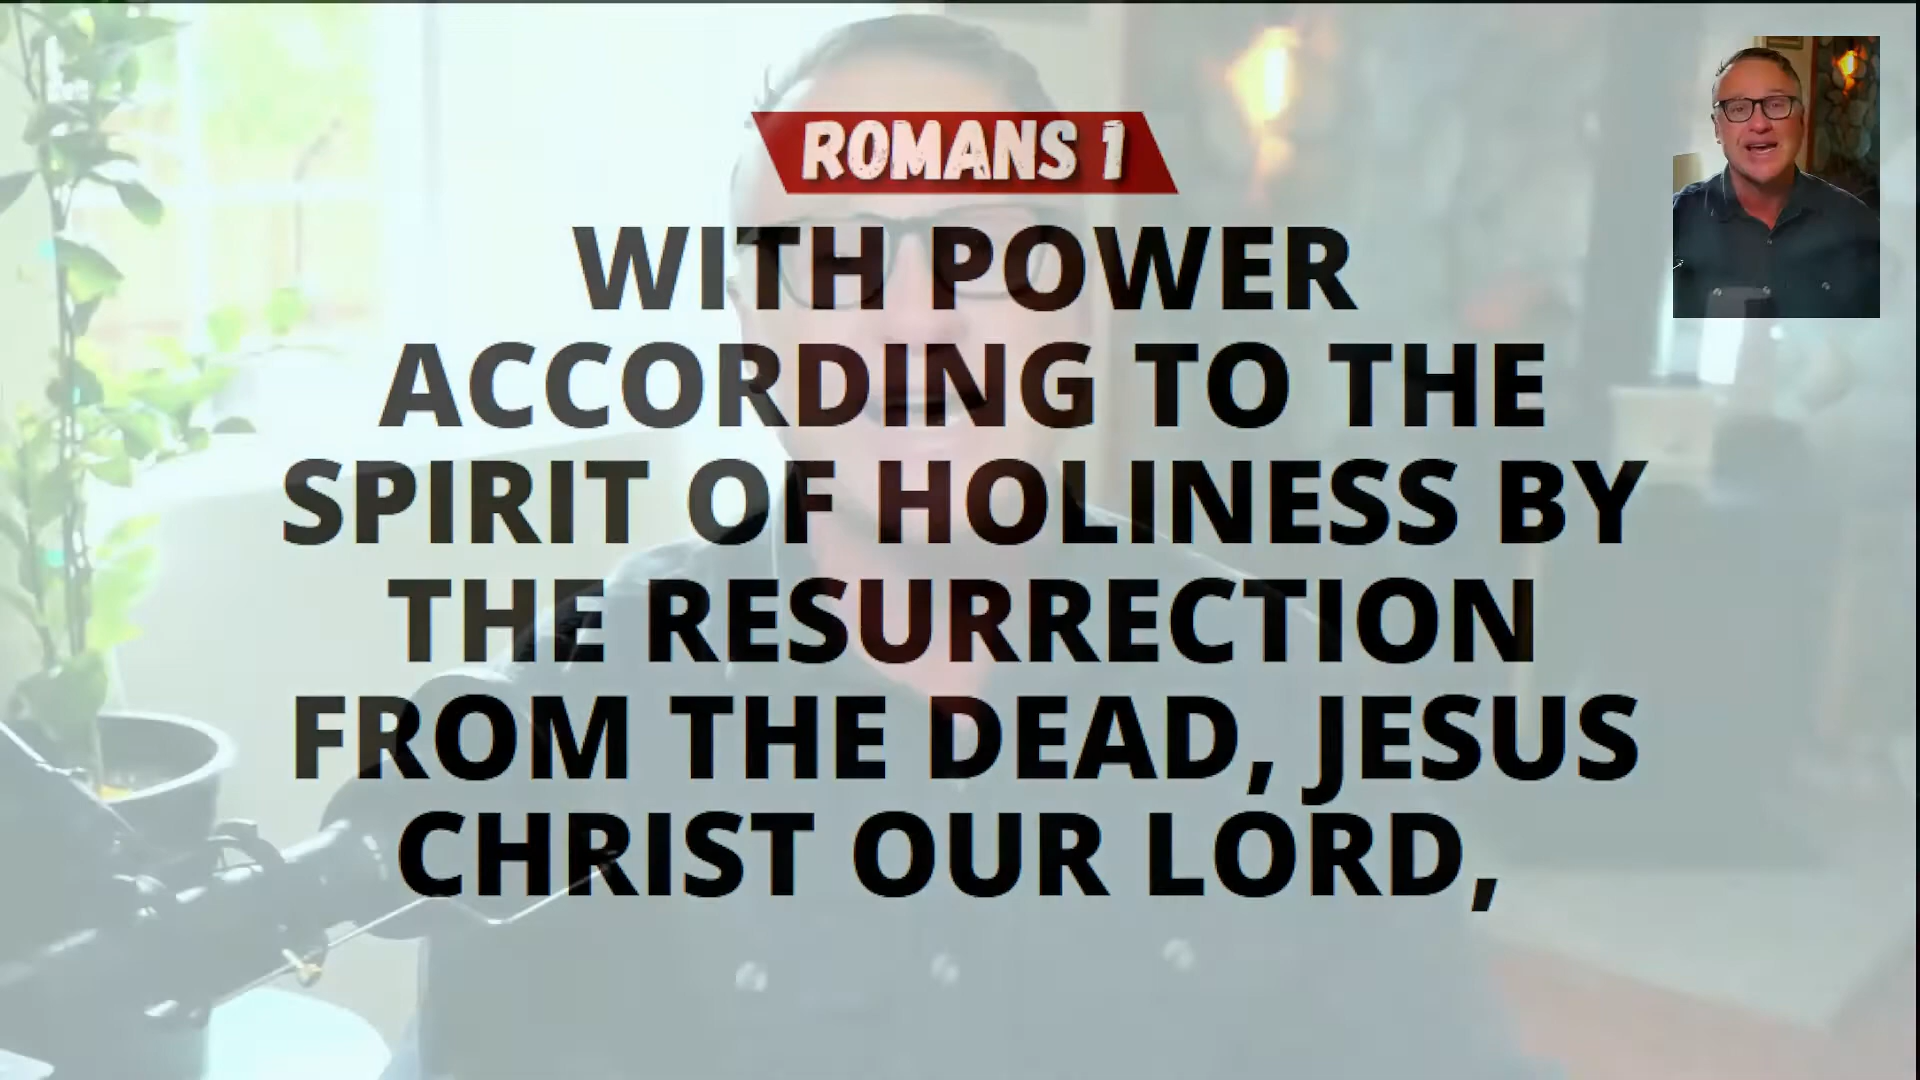 ROMANS 1
WITH POWER
ACCORDING TO THE
SPIRIT OF HOLINESS BY
THE RESURRECTION
FROM THE DEAD, JESUS
CHRIST OUR LORD,